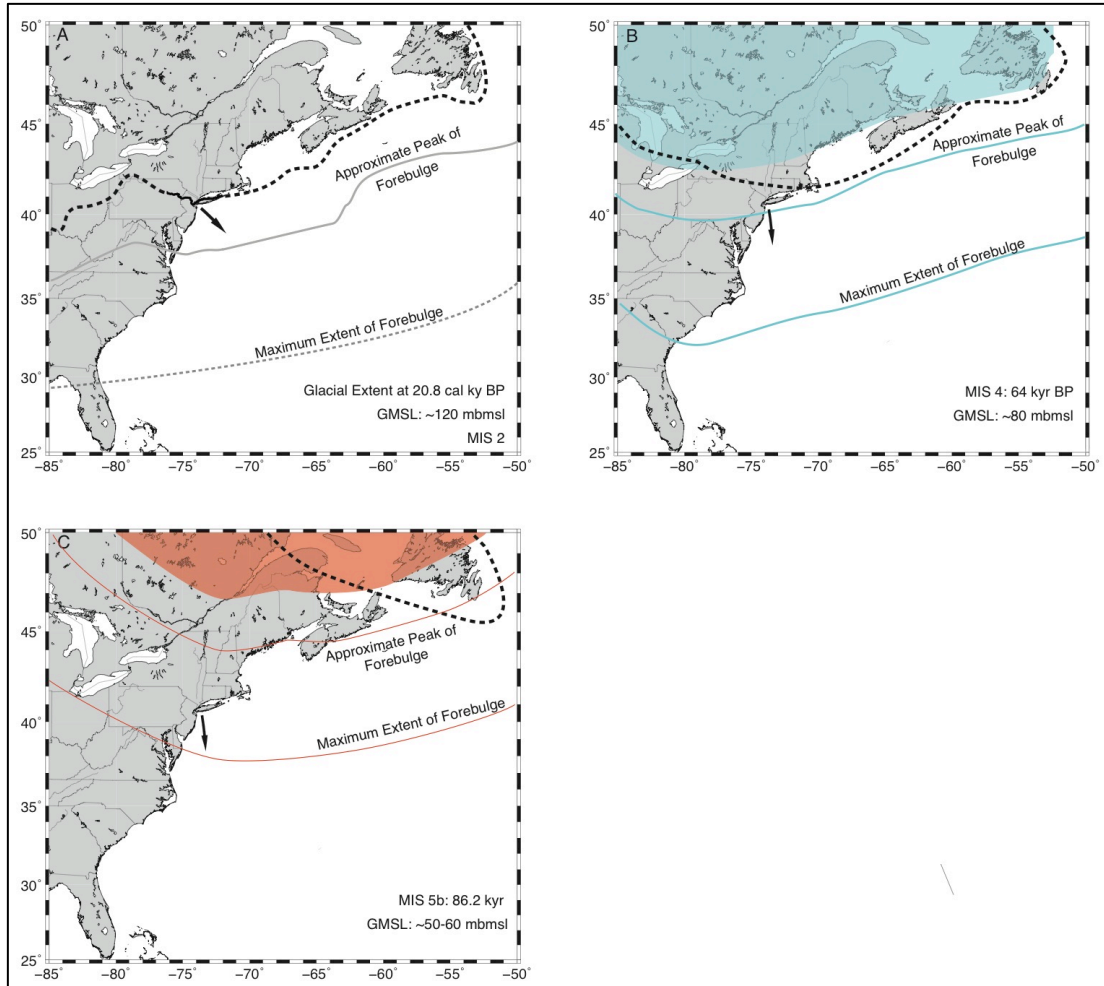 A
50˚
45˚
40˚
35˚
30˚
25˚
−85˚
−80˚
−75˚
−70˚
−65˚
−60˚
−55˚
−50˚
Approximate Peak of
Forebulge
Maximum Extent of Forebulge
Glacial Extent at 20.8 cal ky BP
GMSL: ~120 mbmsl
MIS 2
B
50˚
45˚
40˚
35˚
30˚
25˚
−85˚
−80˚
−75˚
−70˚
−65˚
−60˚
−55˚
−50˚
Approximate Peak of
Forebulge
Maximum Extent of Forebulge
MIS 4: 64 kyr BP
GMSL: ~80 mbmsl
C
50˚
45˚
40˚
35˚
30˚
25˚
−85˚
−80˚
−75˚
−70˚
−65˚
−60˚
−55˚
−50˚
Approximate Peak of
Forebulge
Maximum Extent of Forebulge
MIS 5b: 86.2 kyr
GMSL: ~50-60 mbmsl